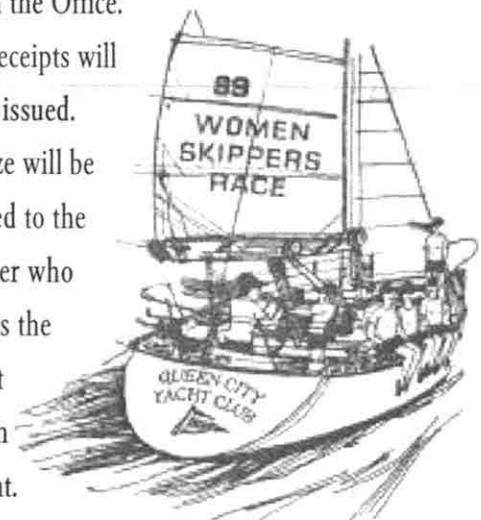 the Office.
eceipts will
issued.
ze will be
ed to the
er who
s the
t
n
nt.
99
WOMEN
SKIPPERS
RACE
QUEEN CITY
YACHT CLUB